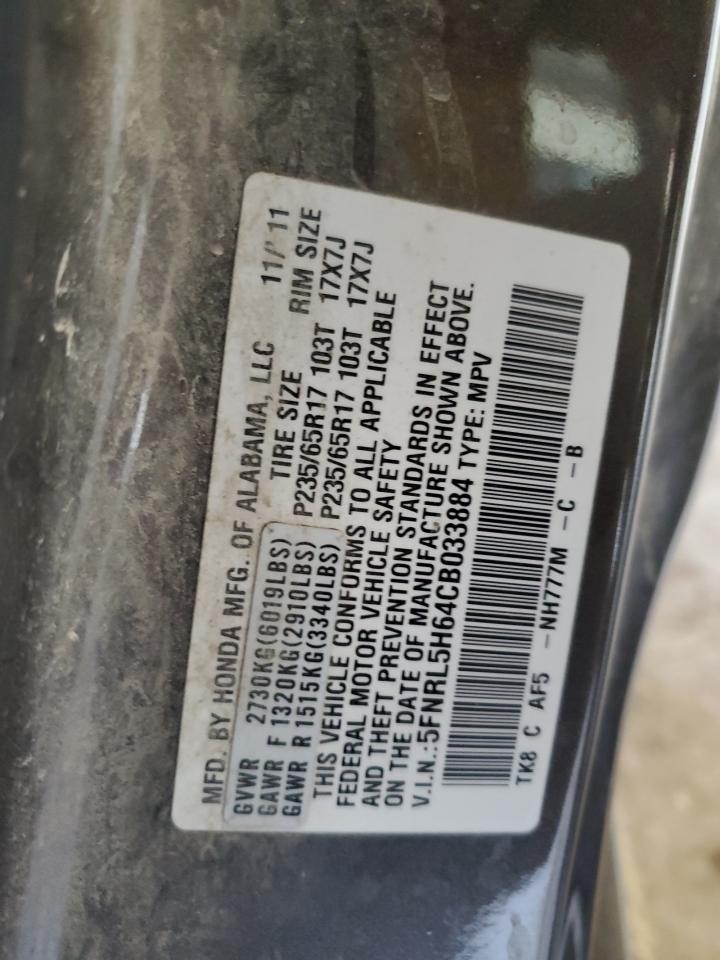 MFD. BY HONDA MFG. OF ALABAMA, LLC 11/'11
GVWR 2730KG(6019LBS) TIRE SIZE RIM SIZE
GAWR F 1320KG(2910LBS) P235/65R17 103T 17X7J
GAWR R 1515KG(3340LBS) P235/65R17 103T 17X7J
THIS VEHICLE CONFORMS TO ALL APPLICABLE
FEDERAL MOTOR VEHICLE SAFETY
AND THEFT PREVENTION STANDARDS IN EFFECT
ON THE DATE OF MANUFACTURE SHOWN ABOVE.
V.I.N.:5FNRL5H64CB033884 TYPE: MPV
TK8 C AF5 -NH777M -C -B